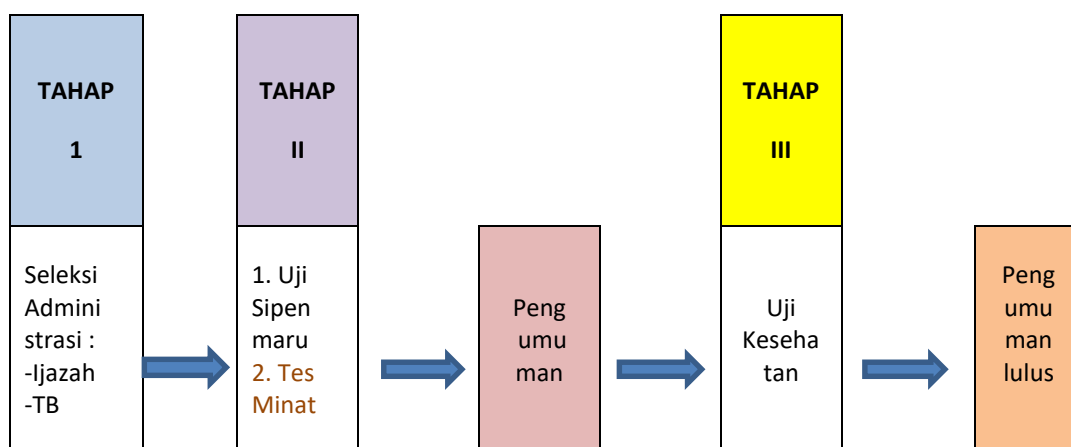 TAHAP
1
Seleksi
Admini
strasi :
-Ijazah
-TB
TAHAP
II
1. Uji
Sipen
maru
2. Tes
Minat
Peng
umu
man
TAHAP
III
Uji
Keseha
tan
Peng
umu
man
lulus